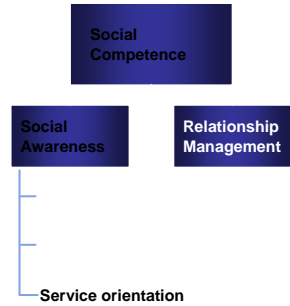 Social
Competence
Social
Awareness
Relationship
Management
Service orientation